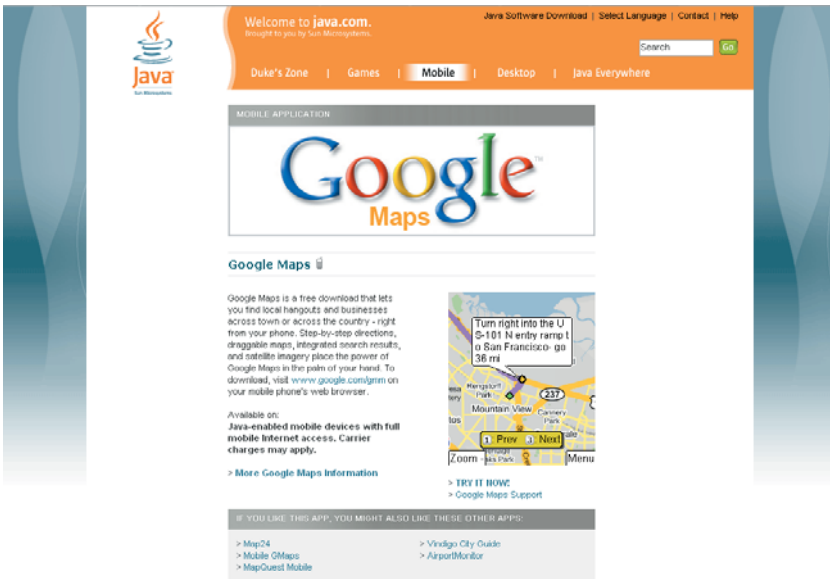 Java
Sun Microsystems
Welcome to java.com.
Brought to you by Sun Microsystems.
Java Software Download | Select Language | Contact | Help
Search Go
Duke's Zone | Games | Mobile | Desktop | Java Everywhere
MOBILE APPLICATION
Google™
Maps
Google Maps
Google Maps is a free download that lets
you find local hangouts and businesses
across town or across the country - right
from your phone. Step-by-step directions,
draggable maps, integrated search results,
and satellite imagery place the power of
Google Maps in the palm of your hand. To
download, visit www.google.com/gmm on
your mobile phone's web browser.
Available on:
Java-enabled mobile devices with full
mobile Internet access. Carrier
charges may apply.
> More Google Maps Information
Turn right into the U
S-101 N entry ramp t
o San Francisco- go
36 mi
Rengstorff
Park
237
Mountain View
Cannery
Park
1 Prev 3 Next
Zoom - Menu
> TRY IT NOW!
> Google Maps Support
IF YOU LIKE THIS APP, YOU MIGHT ALSO LIKE THESE OTHER APPS:
> Map24
> Mobile GMaps
> MapQuest Mobile
> Vindigo City Guide
> AirportMonitor